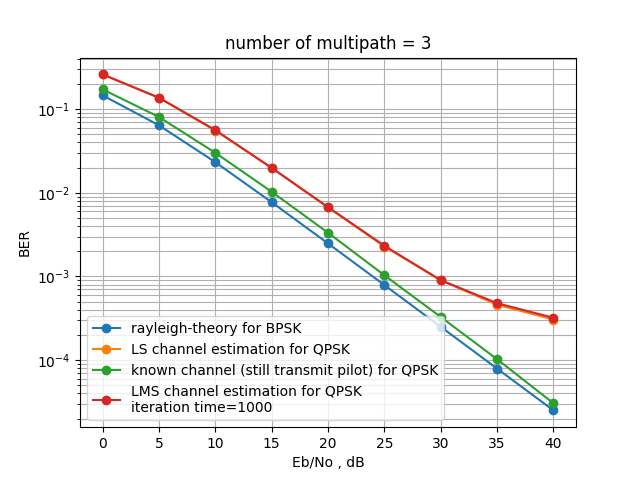 number of multipath = 3
BER
10⁻¹
10⁻²
10⁻³
10⁻⁴
rayleigh-theory for BPSK
LS channel estimation for QPSK
known channel (still transmit pilot) for QPSK
LMS channel estimation for QPSK
iteration time=1000
0 5 10 15 20 25 30 35 40
Eb/No , dB